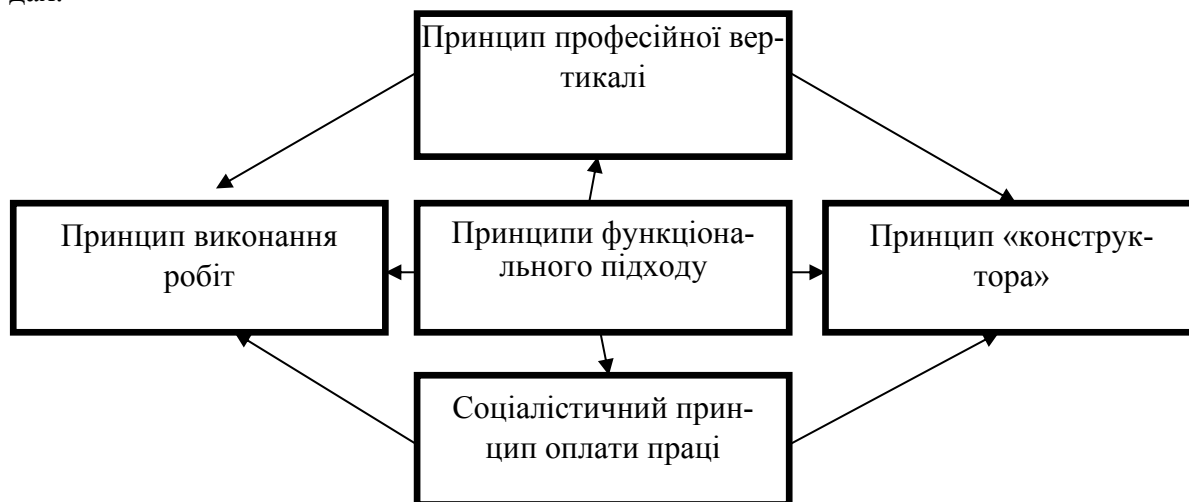 Принцип професійної вер-
тикалі
Принцип виконання
робіт
Принципи функціона-
льного підходу
Принцип «конструк-
тора»
Соціалістичний прин-
цип оплати праці